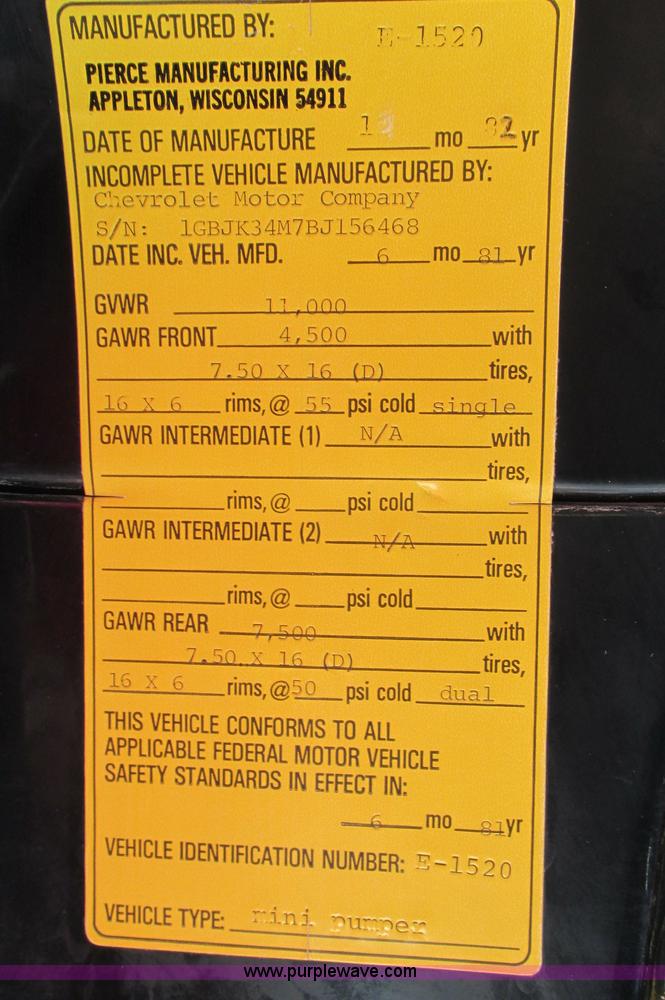 MANUFACTURED BY: E-1520
PIERCE MANUFACTURING INC.
APPLETON, WISCONSIN 54911
DATE OF MANUFACTURE mo 82 yr
INCOMPLETE VEHICLE MANUFACTURED BY:
Chevrolet Motor Company
S/N: 1GBJK34M7BJ156468
DATE INC. VEH. MFD. 6 mo 81 yr
GVWR 11,000
GAWR FRONT 4,500 with
7.50 X 16 (D) tires,
16 X 6 rims, @ 55 psi cold single
GAWR INTERMEDIATE (1) N/A with
tires,
rims, @ psi cold
GAWR INTERMEDIATE (2) N/A with
tires,
rims, @ psi cold
GAWR REAR 7,500 with
7.50 X 16 (D) tires,
16 X 6 rims, @ 50 psi cold dual
THIS VEHICLE CONFORMS TO ALL
APPLICABLE FEDERAL MOTOR VEHICLE
SAFETY STANDARDS IN EFFECT IN:
6 mo 81 yr
VEHICLE IDENTIFICATION NUMBER: E-1520
VEHICLE TYPE: mini pumper
www.purplewave.com